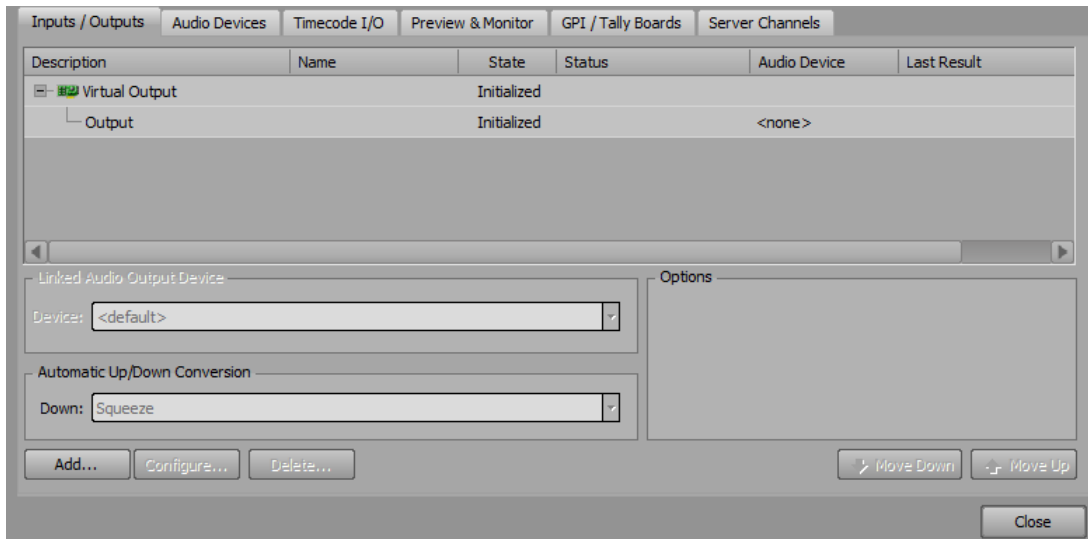 Inputs / Outputs Audio Devices Timecode I/O Preview & Monitor GPI / Tally Boards Server Channels
Description Name State Status Audio Device Last Result
Virtual Output Initialized
Output Initialized <none>
Linked Audio Output Device Options
Device: <default>
Automatic Up/Down Conversion
Down: Squeeze
Add... Configure... Delete... Move Down Move Up
Close